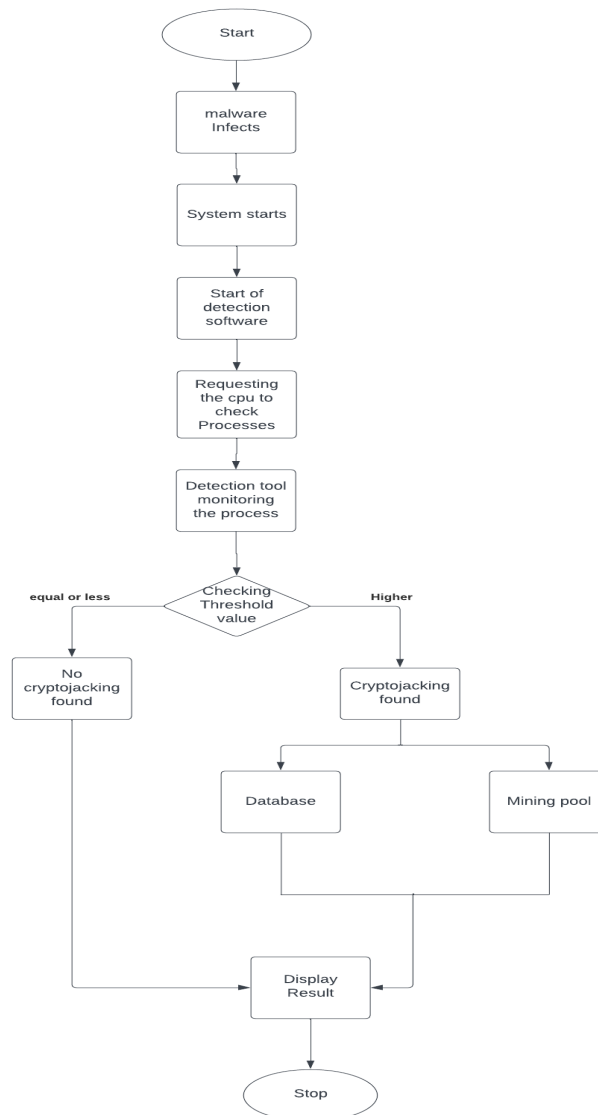 Start
malware
Infects
System starts
Start of
detection
software
Requesting
the cpu to
check
Processes
Detection tool
monitoring
the process
Checking
Threshold
value
equal or less
Higher
No
cryptojacking
found
Cryptojacking
found
Database
Mining pool
Display
Result
Stop